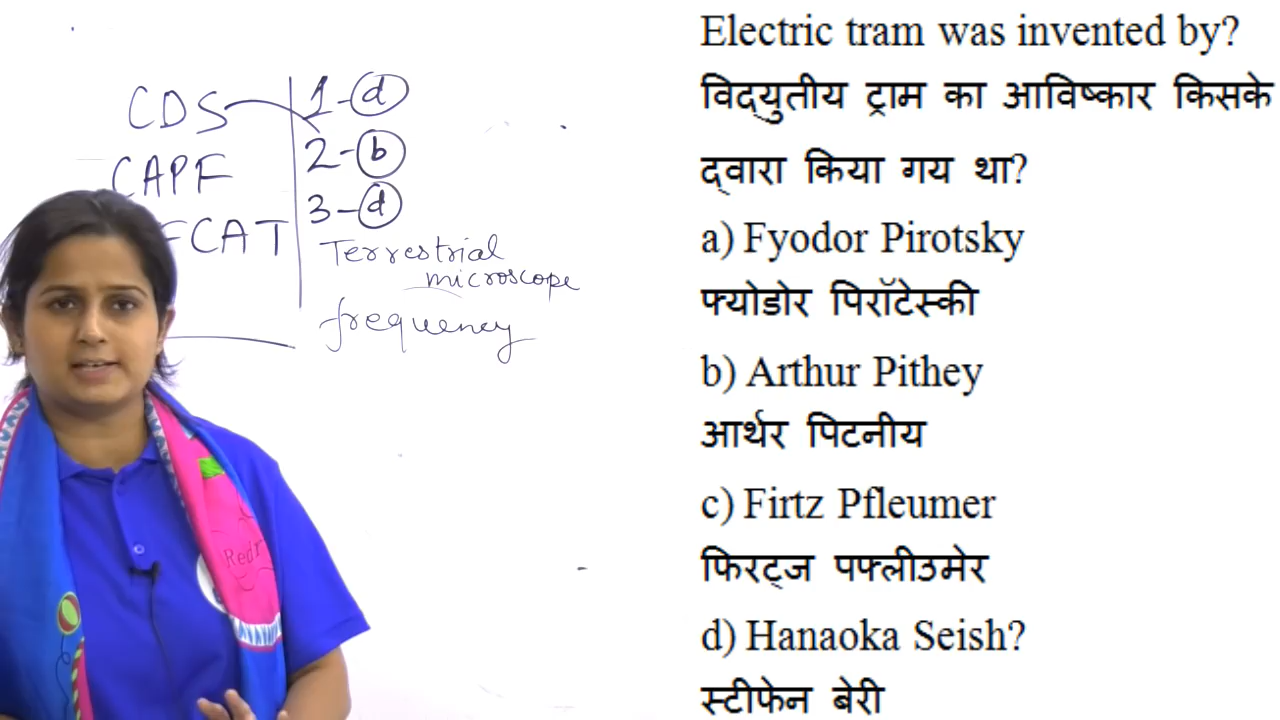 CDS
CAPF
FCAT
1-d
2-b
3-d
Terrestrial
microscope
frequency
Redr
Electric tram was invented by?
विद्युतीय ट्राम का आविष्कार किसके
द्वारा किया गय था?
a) Fyodor Pirotsky
फ्योडोर पिरॉटेस्की
b) Arthur Pithey
आर्थर पिटनीय
c) Firtz Pfleumer
फिरट्ज पफ्लीउमेर
d) Hanaoka Seish?
स्टीफेन बेरी